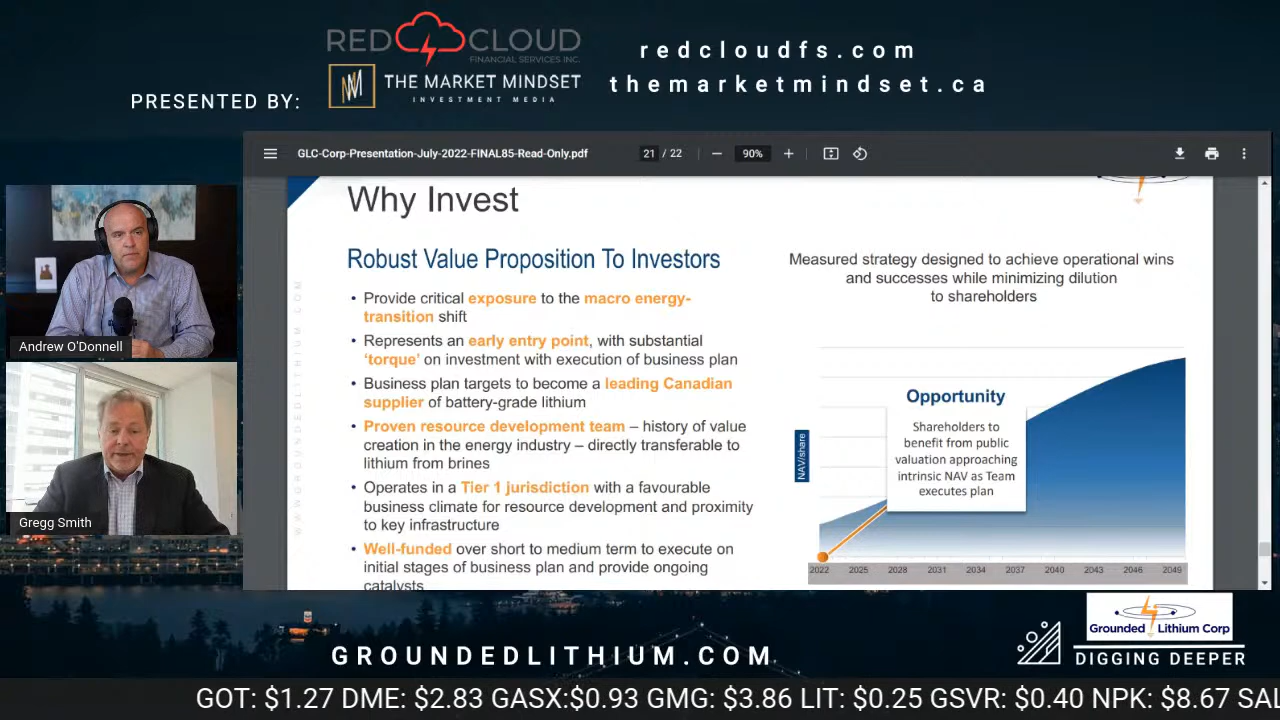 PRESENTED BY:
RED CLOUD
FINANCIAL SERVICES INC.
THE MARKET MINDSET
INVESTMENT MEDIA
redcloudfs.com
themarketmindset.ca
GLC-Corp-Presentation-July-2022-FINAL85-Read-Only.pdf
21 / 22
90%
Andrew O'Donnell
Gregg Smith
Why Invest
Robust Value Proposition To Investors
• Provide critical exposure to the macro energy-
transition shift
• Represents an early entry point, with substantial
‘torque’ on investment with execution of business plan
• Business plan targets to become a leading Canadian
supplier of battery-grade lithium
• Proven resource development team – history of value
creation in the energy industry – directly transferable to
lithium from brines
• Operates in a Tier 1 jurisdiction with a favourable
business climate for resource development and proximity
to key infrastructure
• Well-funded over short to medium term to execute on
initial stages of business plan and provide ongoing
catalysts
Measured strategy designed to achieve operational wins
and successes while minimizing dilution
to shareholders
NAV/share
Opportunity
Shareholders to
benefit from public
valuation approaching
intrinsic NAV as Team
executes plan
2022 2025 2028 2031 2034 2037 2040 2043 2046 2049
GROUNDEDLITHIUM.COM
Grounded Lithium Corp
DIGGING DEEPER
GOT: $1.27 DME: $2.83 GASX:$0.93 GMG: $3.86 LIT: $0.25 GSVR: $0.40 NPK: $8.67 SAL